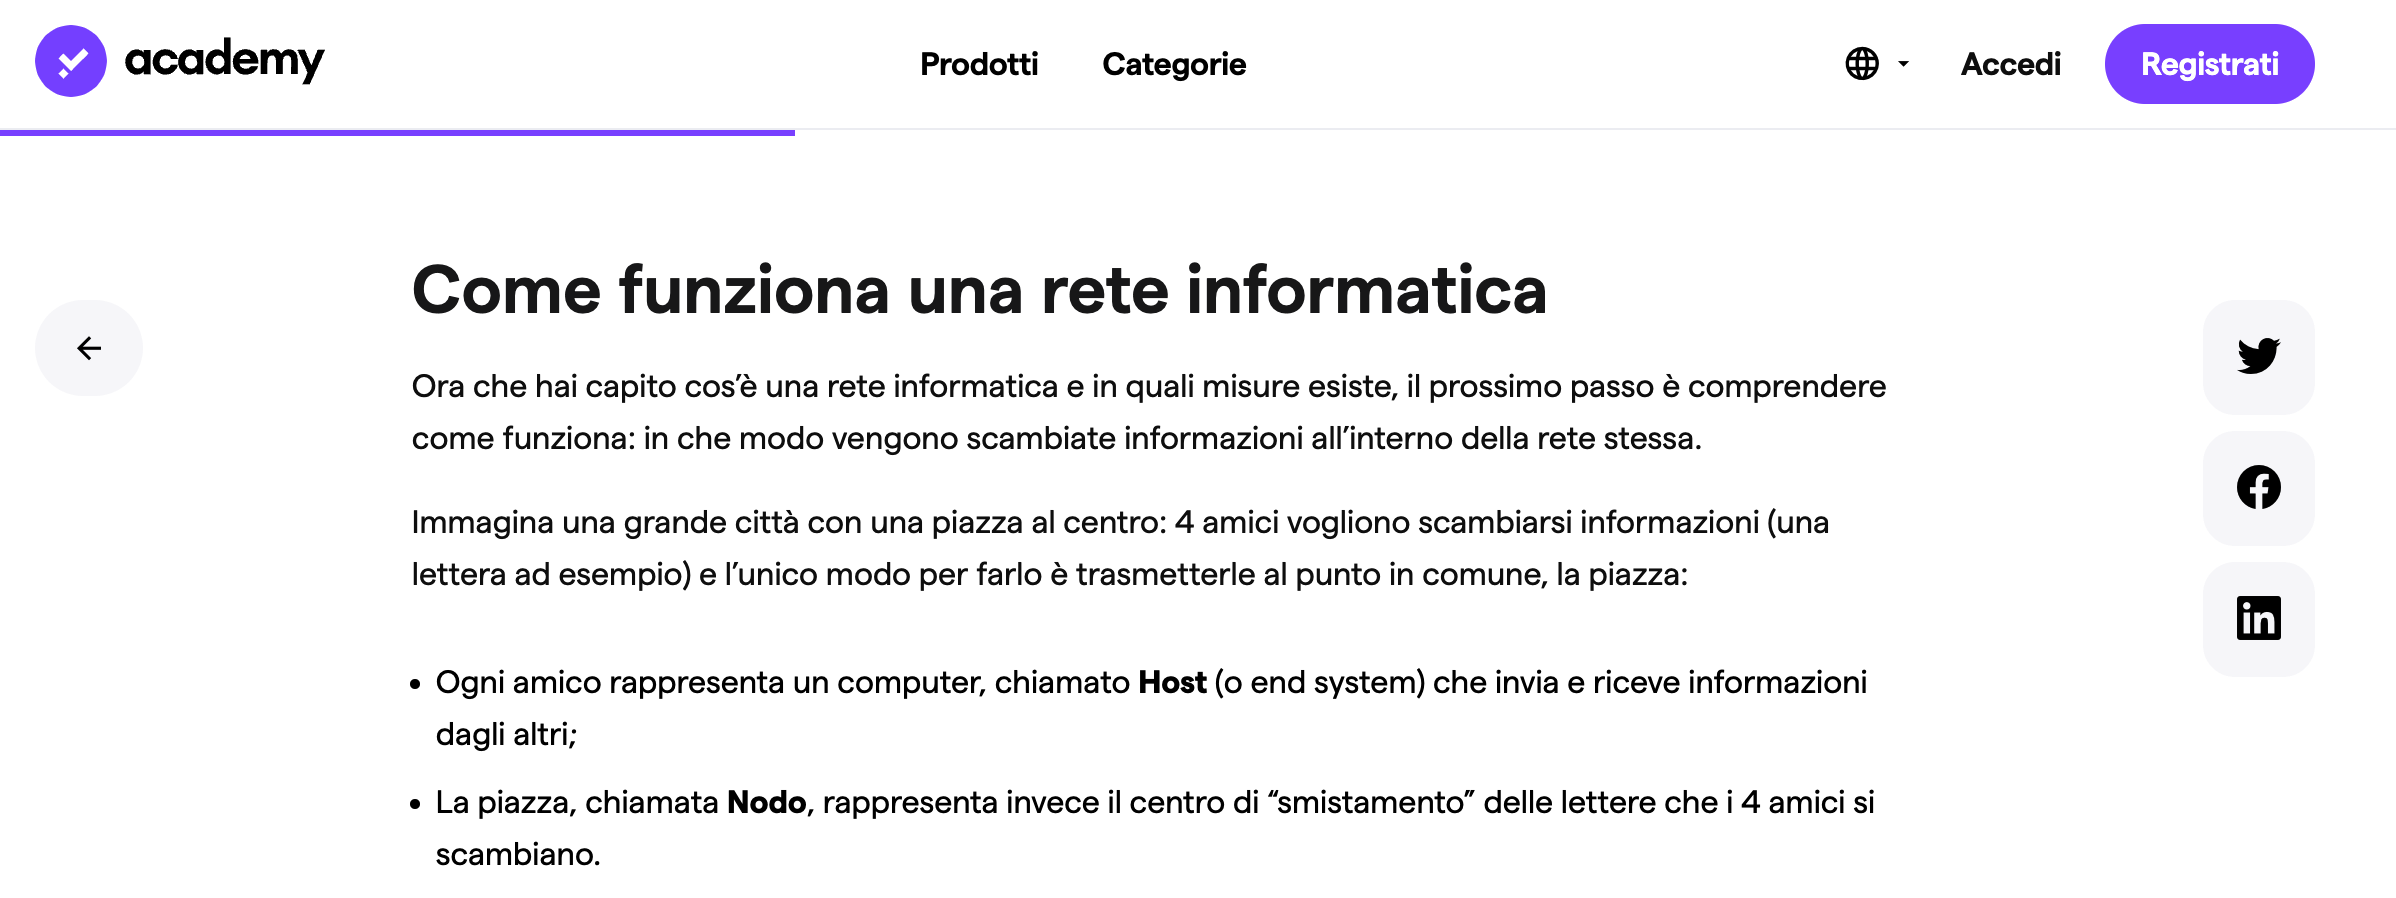 academy
Prodotti
Categorie
Accedi
Registrati
Come funziona una rete informatica
Ora che hai capito cos’è una rete informatica e in quali misure esiste, il prossimo passo è comprendere
come funziona: in che modo vengono scambiate informazioni all’interno della rete stessa.
Immagina una grande città con una piazza al centro: 4 amici vogliono scambiarsi informazioni (una
lettera ad esempio) e l’unico modo per farlo è trasmetterle al punto in comune, la piazza:
• Ogni amico rappresenta un computer, chiamato Host (o end system) che invia e riceve informazioni
dagli altri;
• La piazza, chiamata Nodo, rappresenta invece il centro di “smistamento” delle lettere che i 4 amici si
scambiano.